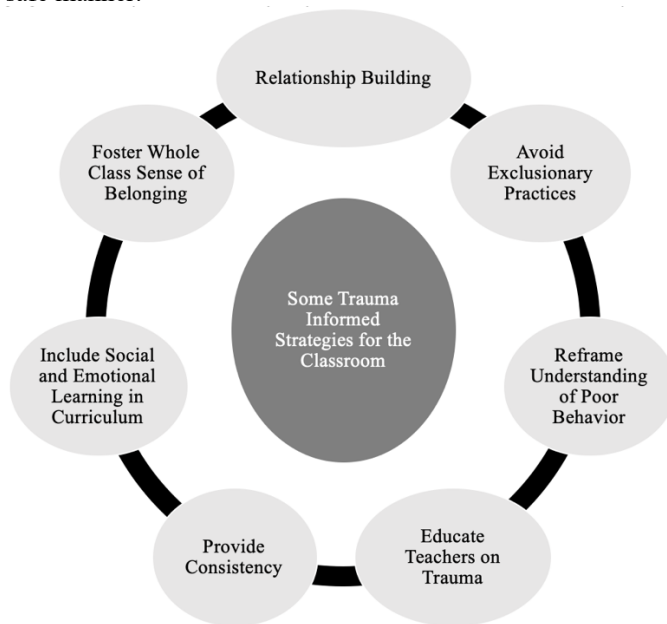 Relationship Building
Avoid
Exclusionary
Practices
Reframe
Understanding
of Poor
Behavior
Educate
Teachers on
Trauma
Provide
Consistency
Include Social
and Emotional
Learning in
Curriculum
Foster Whole
Class Sense of
Belonging
Some Trauma
Informed
Strategies for the
Classroom